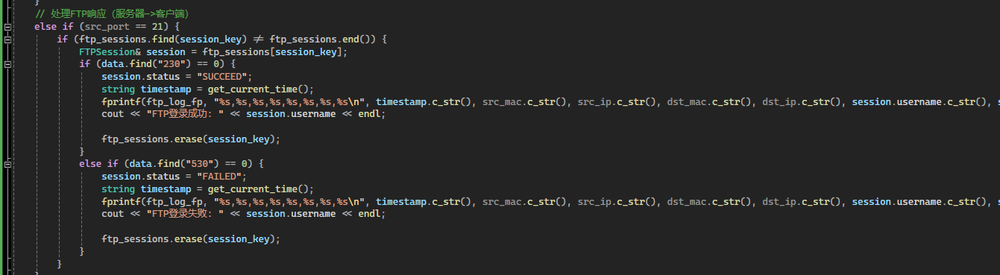 }
// 处理FTP响应（服务器->客户端）
else if (src_port == 21) {
if (ftp_sessions.find(session_key) ≠ ftp_sessions.end()) {
FTPSession& session = ftp_sessions[session_key];
if (data.find("230") == 0) {
session.status = "SUCCEED";
string timestamp = get_current_time();
fprintf(ftp_log_fp, "%s,%s,%s,%s,%s,%s,%s,%s\n", timestamp.c_str(), src_mac.c_str(), src_ip.c_str(), dst_mac.c_str(), dst_ip.c_str(), session.username.c_str(),
cout << "FTP登录成功: " << session.username << endl;
ftp_sessions.erase(session_key);
}
else if (data.find("530") == 0) {
session.status = "FAILED";
string timestamp = get_current_time();
fprintf(ftp_log_fp, "%s,%s,%s,%s,%s,%s,%s,%s\n", timestamp.c_str(), src_mac.c_str(), src_ip.c_str(), dst_mac.c_str(), dst_ip.c_str(), session.username.c_str(),
cout << "FTP登录失败: " << session.username << endl;
ftp_sessions.erase(session_key);
}
}